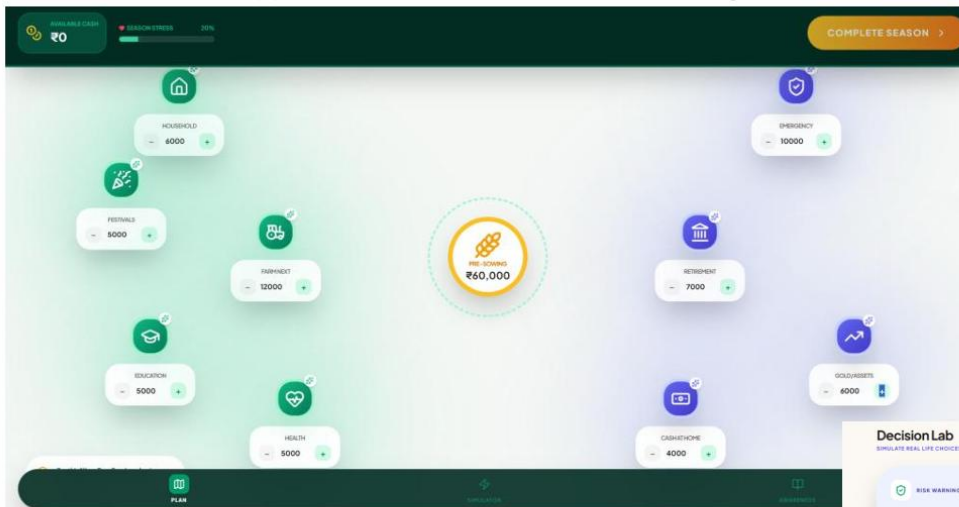 AVAILABLE CASH
₹0
SEASON STRESS 20%
COMPLETE SEASON >
HOUSEHOLD
- 6000 +
EMERGENCY
- 10000 +
FESTIVALS
- 5000 +
FARM NEXT
- 12000 +
PRE-SOWING
₹60,000
RETIREMENT
- 7000 +
EDUCATION
- 5000 +
GOLD/ASSETS
- 6000 +
HEALTH
- 5000 +
CASH AT HOME
- 4000 +
Decision Lab
SIMULATE REAL LIFE CHOICES
RISK WARNING
PLAN
SIMULATOR
AWARENESS